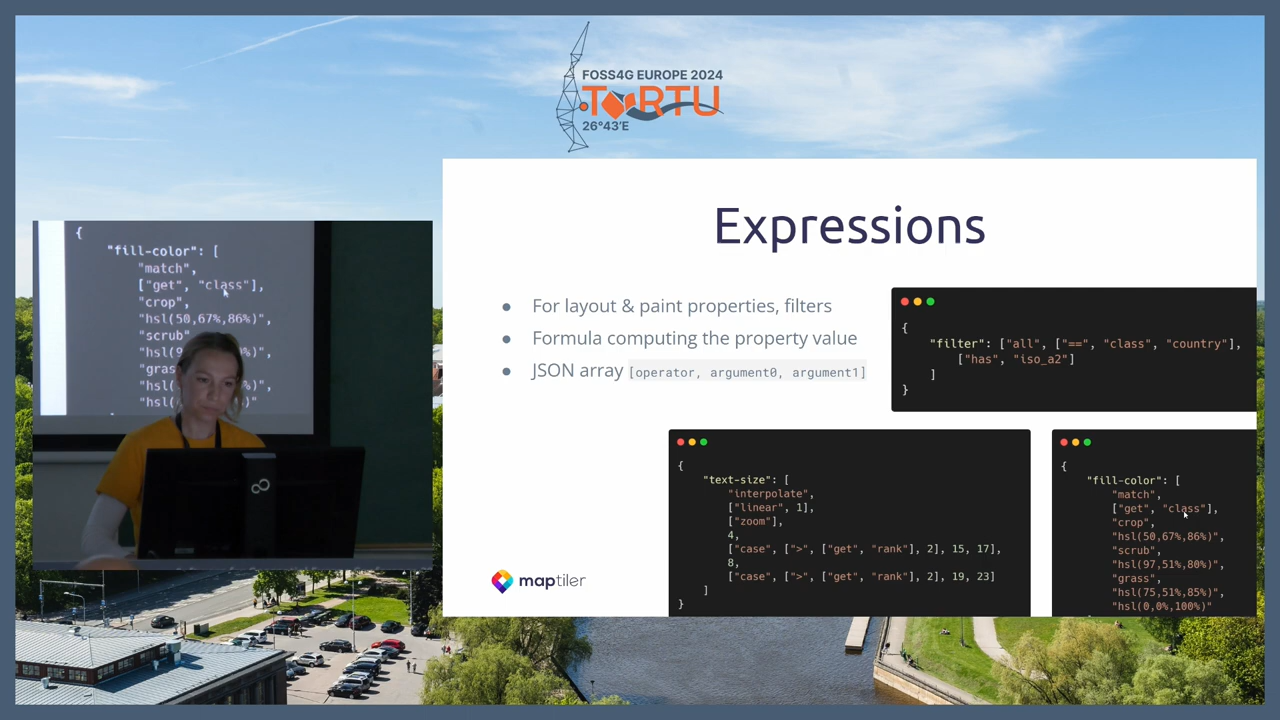 FOSS4G EUROPE 2024
TARTU
26°43'E
Expressions
● For layout & paint properties, filters
● Formula computing the property value
● JSON array [operator, argument0, argument1]
{
"filter": ["all", ["==", "class", "country"],
["has", "iso_a2"]
]
}
{
"text-size": [
"interpolate",
["linear", 1],
["zoom"],
4,
["case", [">", ["get", "rank"], 2], 15, 17],
8,
["case", [">", ["get", "rank"], 2], 19, 23]
]
}
{
"fill-color": [
"match",
["get", "class"],
"crop",
"hsl(50,67%,86%)",
"scrub",
"hsl(97,51%,80%)",
"grass",
"hsl(75,51%,85%)",
"hsl(0,0%,100%)"
maptiler
{
"fill-color": [
"match",
["get", "class"],
"crop",
"hsl(50,67%,86%)",
"scrub",